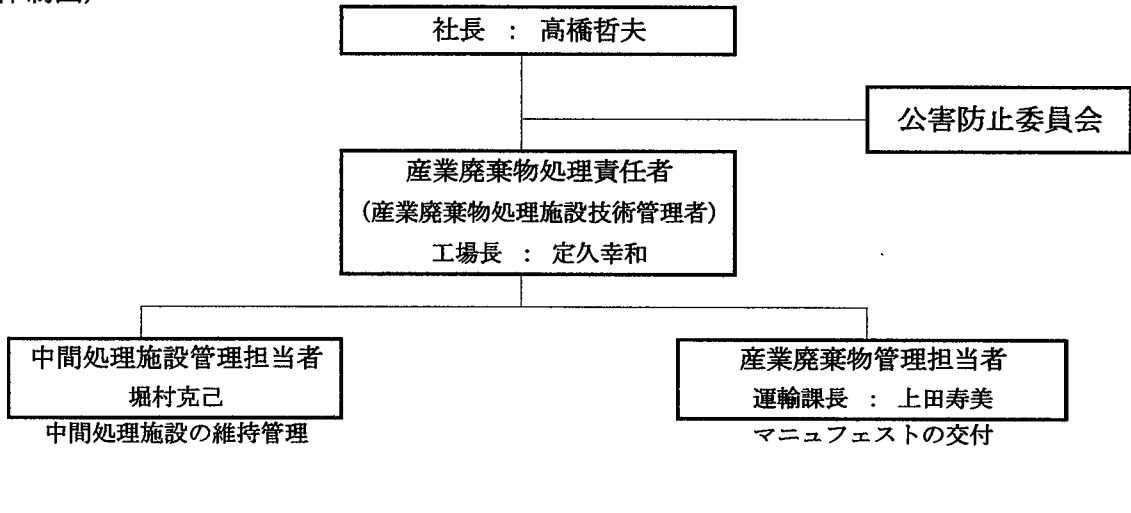 社長 : 高橋哲夫
公害防止委員会
産業廃棄物処理責任者
(産業廃棄物処理施設技術管理者)
工場長 : 定久幸和
中間処理施設管理担当者
堀村克己
中間処理施設の維持管理
産業廃棄物管理担当者
運輸課長 : 上田寿美
マニュフェストの交付